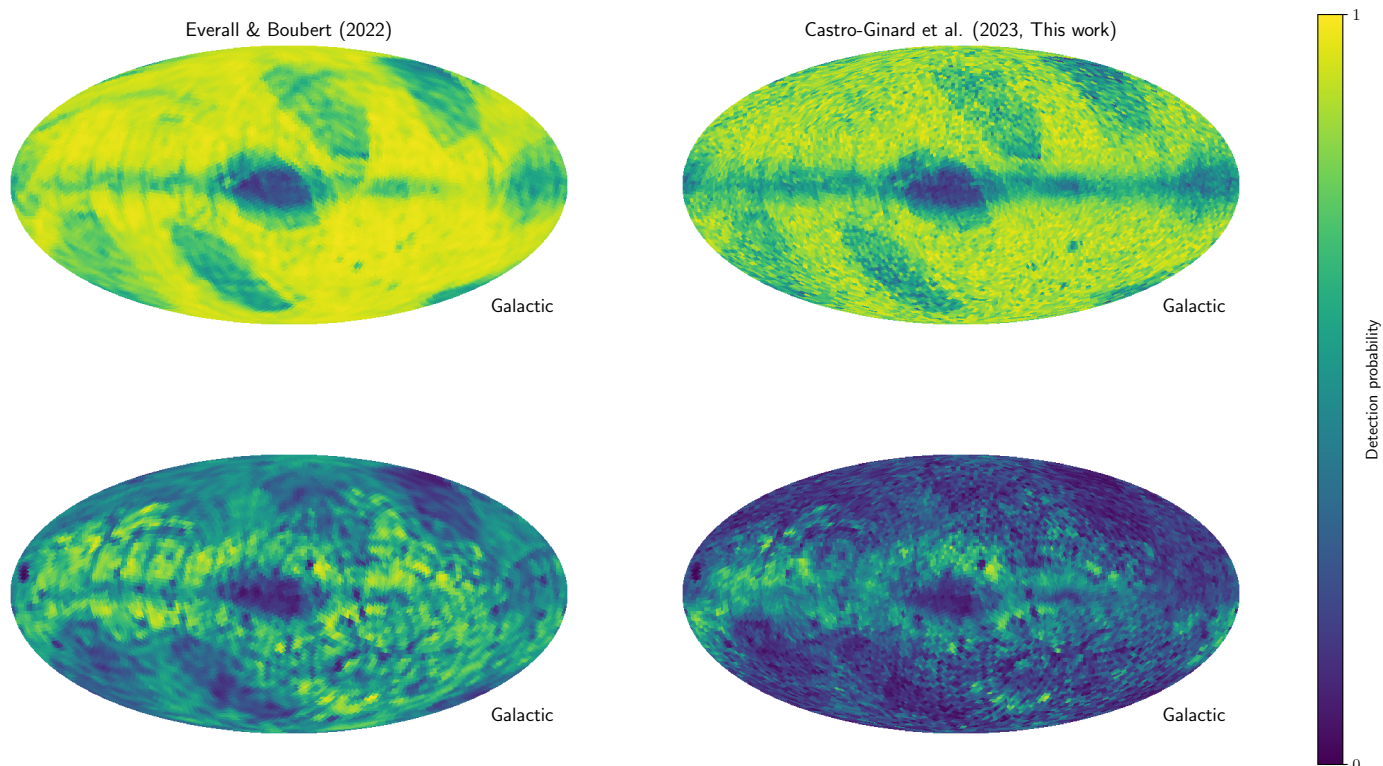 Everall & Boubert (2022)
Castro-Ginard et al. (2023, This work)
1
Galactic
Galactic
Detection probability
Galactic
Galactic
0